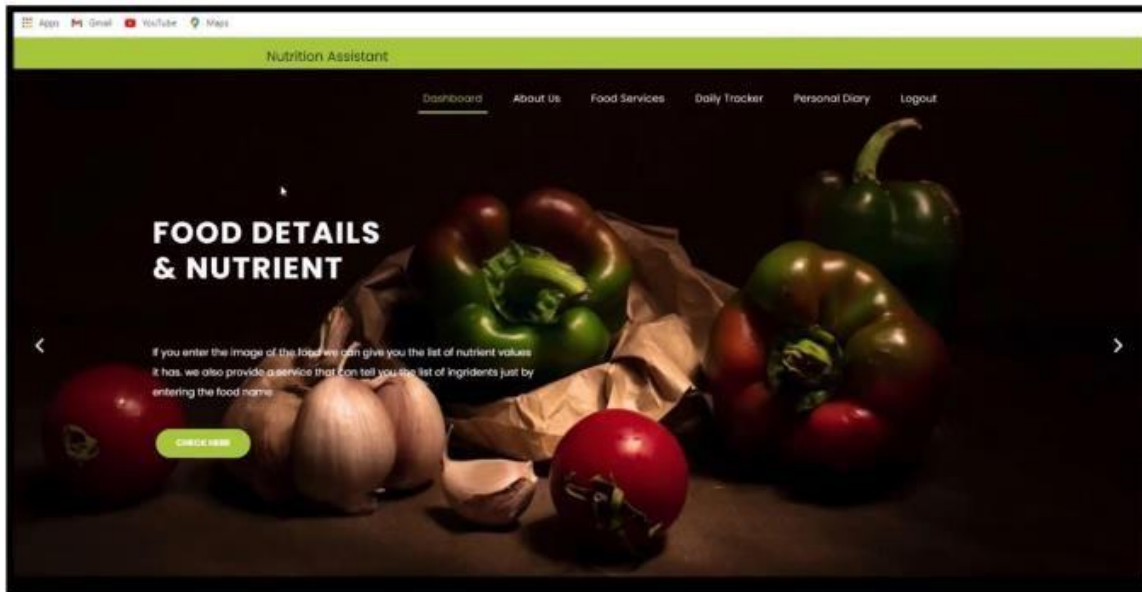 Apps Gmail YouTube Maps
Nutrition Assistant
Dashboard About Us Food Services Daily Tracker Personal Diary Logout
FOOD DETAILS
& NUTRIENT
If you enter the image of the food we can give you the list of nutrient values
it has. we also provide a service that can tell you the list of ingridents just by
entering the food name
CHECK HERE